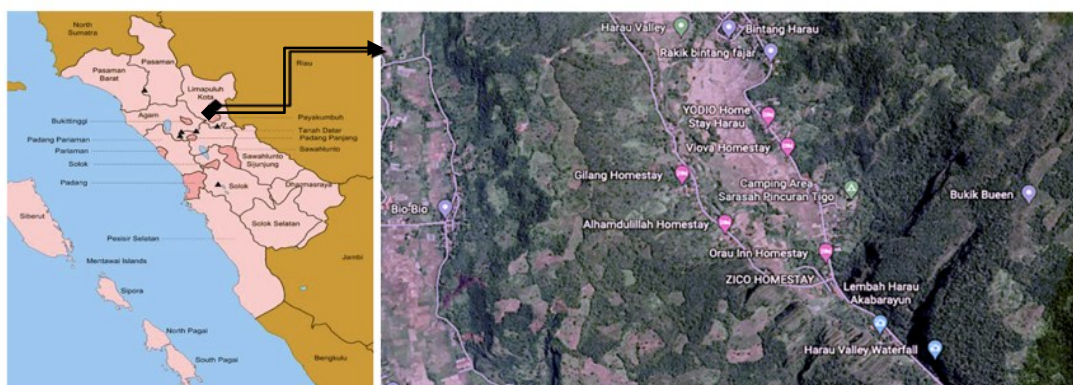 North
Sumatra
Pasaman
Pasaman
Barat
Limapuluh
Kota
Riau
Agam
Bukittinggi
Payakumbuh
Tanah Datar
Padang Panjang
Padang Pariaman
Pariaman
Sawahlunto
Sawahlunto
Sijunjung
Solok
Padang
Solok
Dharmasraya
Siberut
Solok Selatan
Pesisir Selatan
Mentawai Islands
Jambi
Sipora
North Pagai
South Pagai
Bengkulu
Harau Valley
Bintang Harau
Rakik bintang fajar
YODIO Home
Stay Harau
Viova Homestay
Gilang Homestay
Camping Area
Sarasah Pincuran Tigo
Bukik Bueen
Bio-Bio
Alhamdulillah Homestay
Orau Inn Homestay
ZICO HOMESTAY
Lembah Harau
Akabarayun
Harau Valley Waterfall